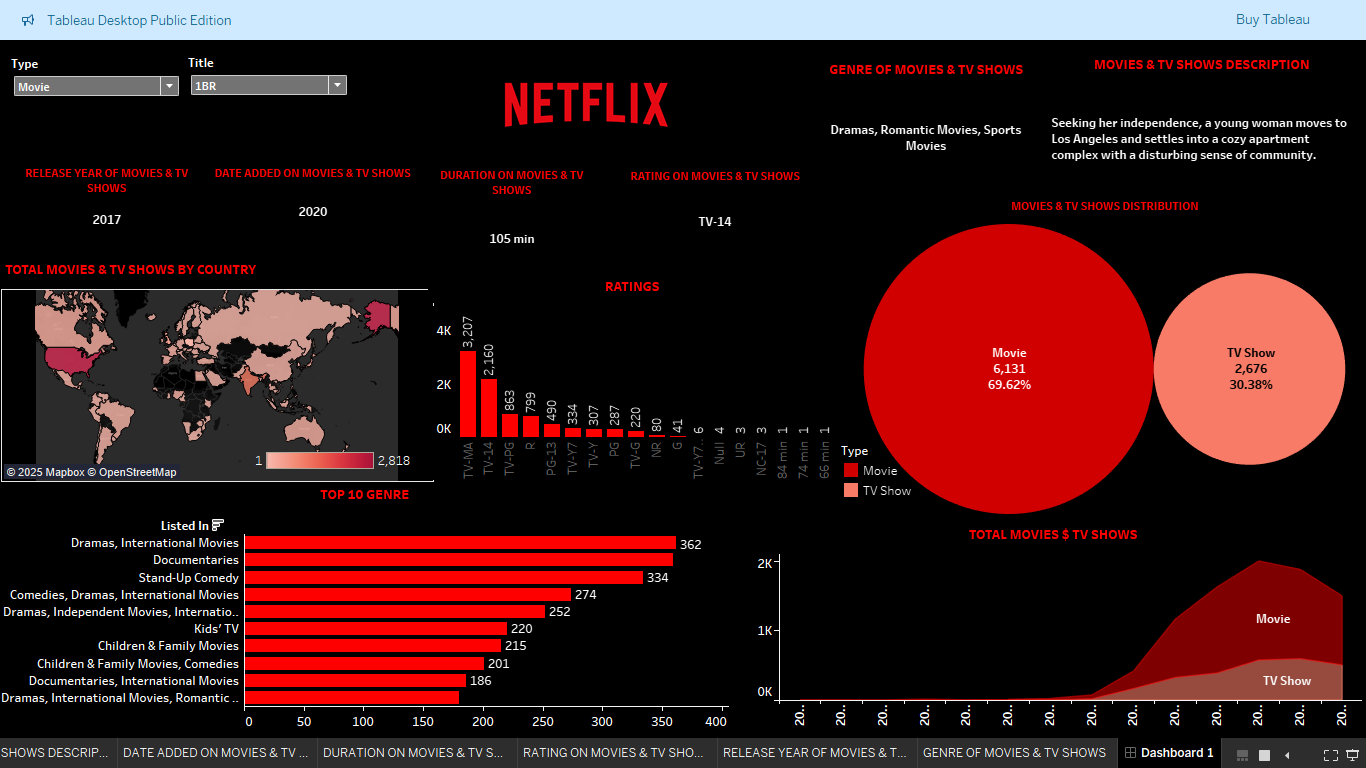 Tableau Desktop Public Edition
Buy Tableau
Type
Movie
Title
1BR
NETFLIX
GENRE OF MOVIES & TV SHOWS
Dramas, Romantic Movies, Sports
Movies
MOVIES & TV SHOWS DESCRIPTION
Seeking her independence, a young woman moves to
Los Angeles and settles into a cozy apartment
complex with a disturbing sense of community.
RELEASE YEAR OF MOVIES & TV
SHOWS
2017
DATE ADDED ON MOVIES & TV SHOWS
2020
DURATION ON MOVIES & TV
SHOWS
105 min
RATING ON MOVIES & TV SHOWS
TV-14
TOTAL MOVIES & TV SHOWS BY COUNTRY
© 2025 Mapbox © OpenStreetMap
1
2,818
RATINGS
4K
2K
0K
3,207
2,160
863
799
490
334
307
287
220
80
41
6
4
3
3
1
1
1
TV-MA
TV-14
TV-PG
R
PG-13
TV-Y7
TV-Y
PG
TV-G
NR
G
TV-Y7..
Null
UR
NC-17
84 min
74 min
66 min
MOVIES & TV SHOWS DISTRIBUTION
Movie
6,131
69.62%
TV Show
2,676
30.38%
Type
Movie
TV Show
TOP 10 GENRE
Listed In
Dramas, International Movies
362
Documentaries
Stand-Up Comedy
334
Comedies, Dramas, International Movies
274
Dramas, Independent Movies, Internatio..
252
Kids' TV
220
Children & Family Movies
215
Children & Family Movies, Comedies
201
Documentaries, International Movies
186
Dramas, International Movies, Romantic ..
0
50
100
150
200
250
300
350
400
TOTAL MOVIES $ TV SHOWS
2K
1K
0K
Movie
TV Show
20..
20..
20..
20..
20..
20..
20..
20..
20..
20..
20..
20..
20..
20..
SHOWS DESCRIP...
DATE ADDED ON MOVIES & TV ...
DURATION ON MOVIES & TV S...
RATING ON MOVIES & TV SHO...
RELEASE YEAR OF MOVIES & T...
GENRE OF MOVIES & TV SHOWS
Dashboard 1